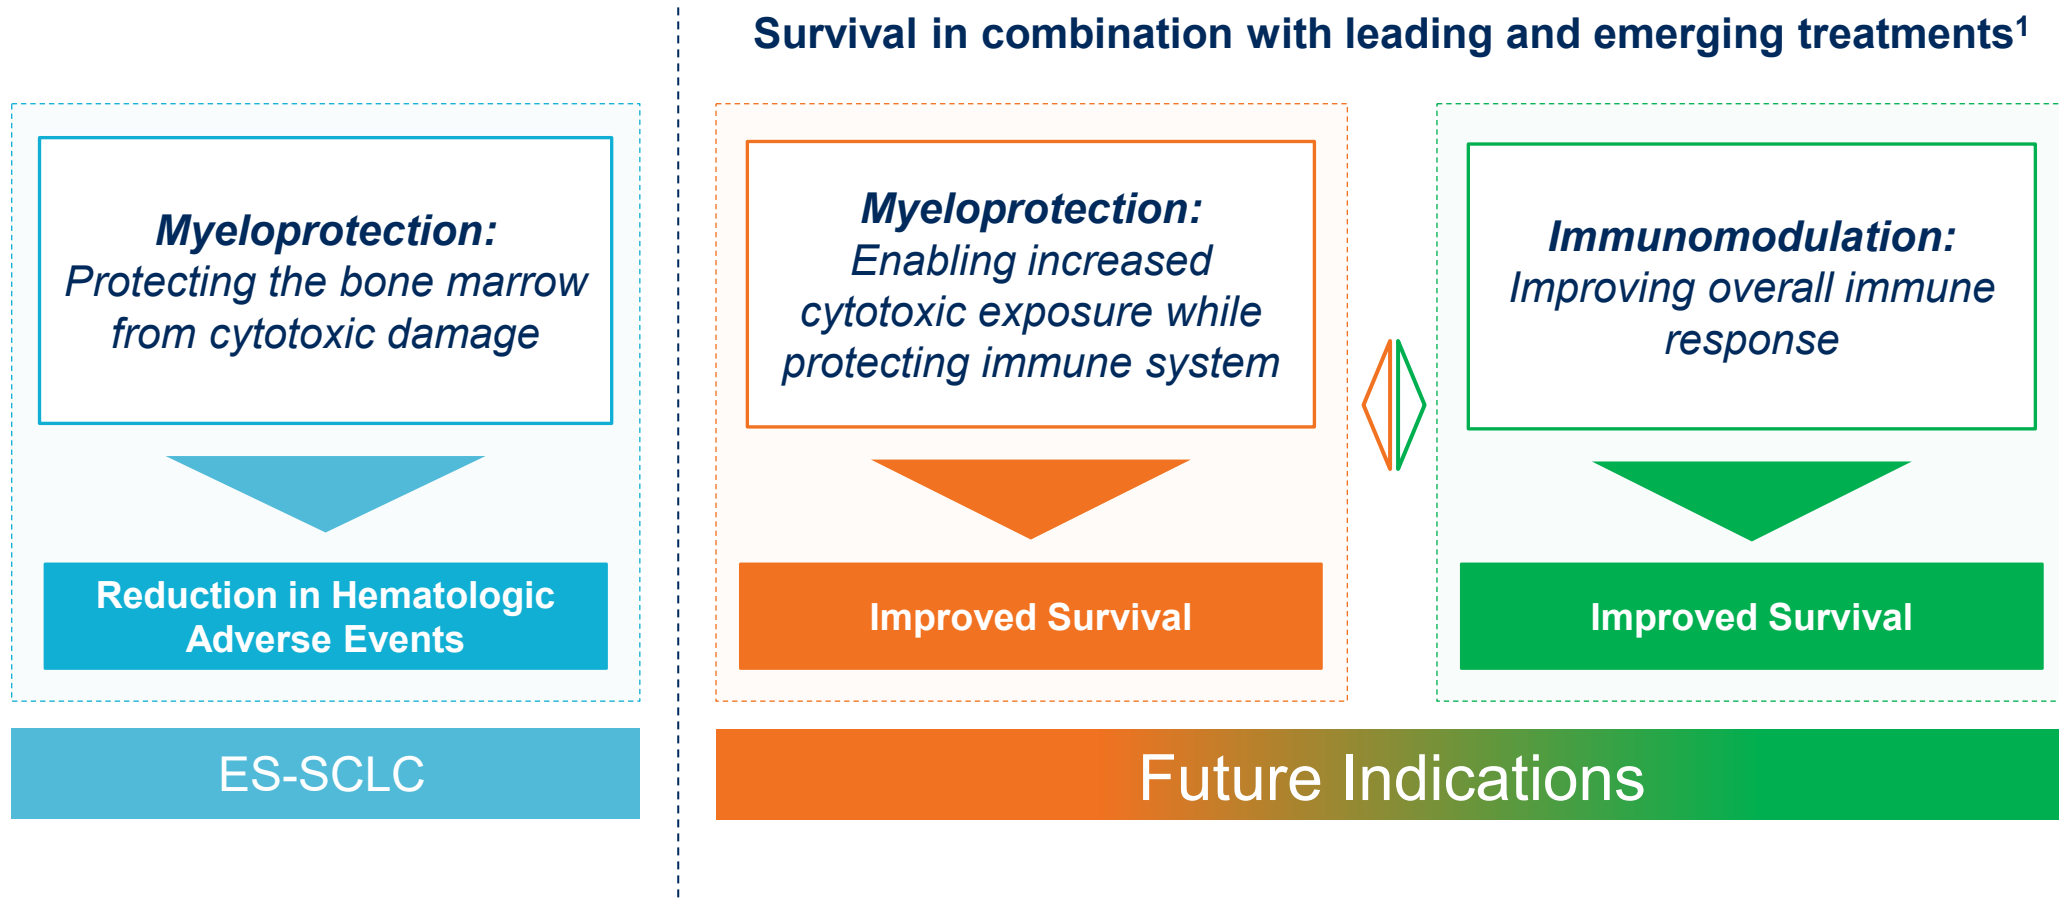 Survival in combination with leading and emerging treatments1
Myeloprotection:
Protecting the bone marrow
from cytotoxic damage
Reduction in Hematologic
Adverse Events
ES-SCLC
Myeloprotection:
Enabling increased
cytotoxic exposure while
protecting immune system
Improved Survival
Immunomodulation:
Improving overall immune
response
Improved Survival
Future Indications